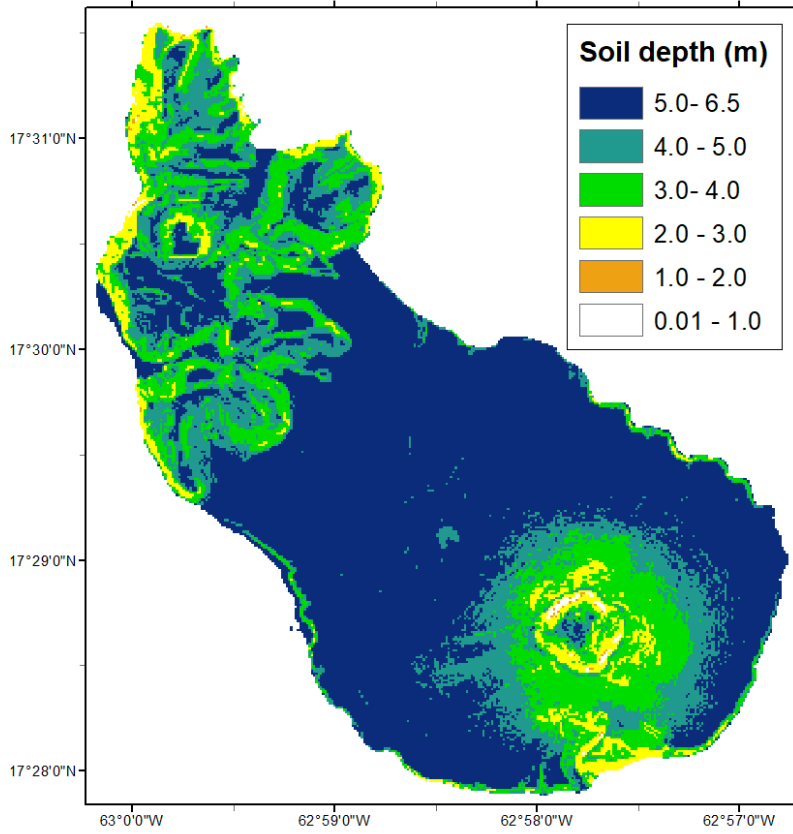 Soil depth (m)
5.0- 6.5
4.0 - 5.0
3.0- 4.0
2.0 - 3.0
1.0 - 2.0
0.01 - 1.0
17°31'0"N
17°30'0"N
17°29'0"N
17°28'0"N
63°0'0"W 62°59'0"W 62°58'0"W 62°57'0"W